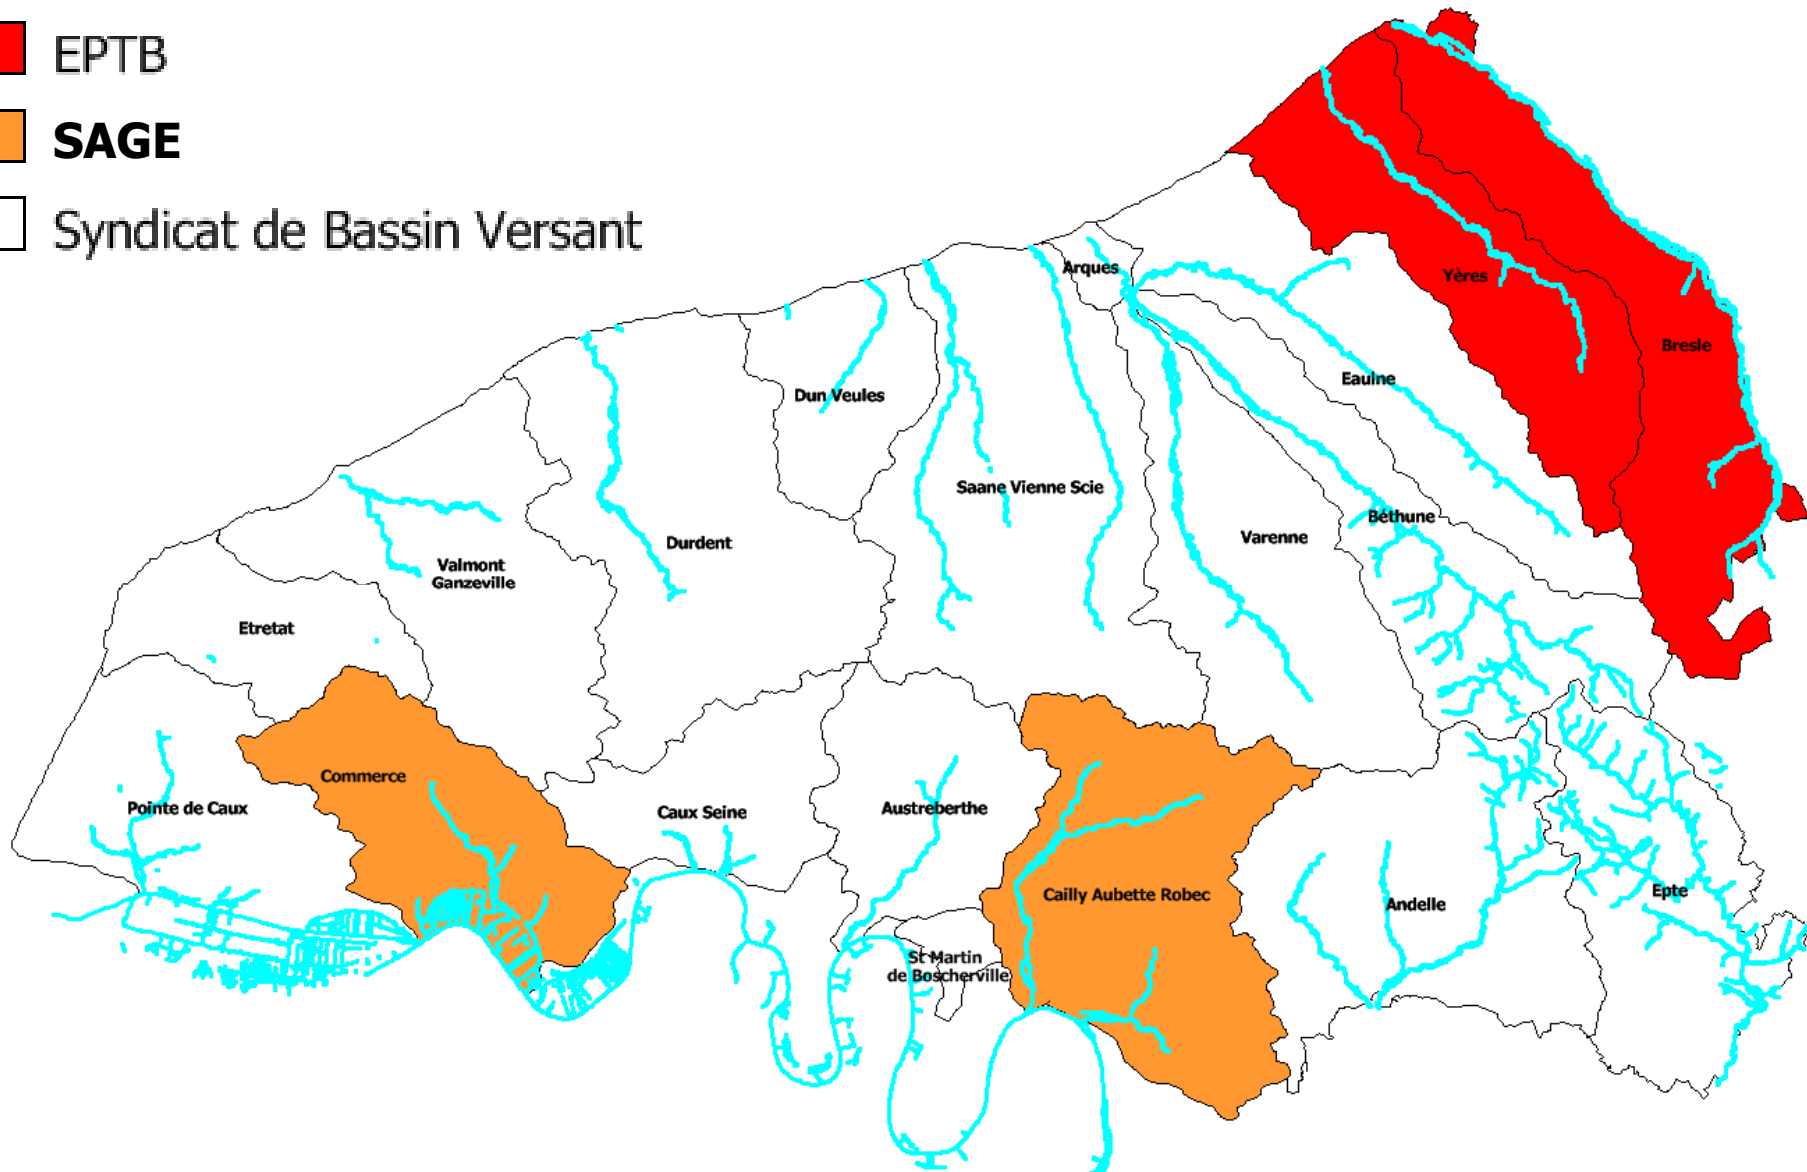 EPTB
SAGE
Syndicat de Bassin Versant
Arques
Yères
Bresle
Eaulne
Dun Veules
Saane Vienne Scie
Béthune
Varenne
Durdent
Valmont
Ganzeville
Etretat
Commerce
Pointe de Caux
Caux Seine
Austreberthe
Cailly Aubette Robec
Epte
Andelle
St Martin
de Boscherville